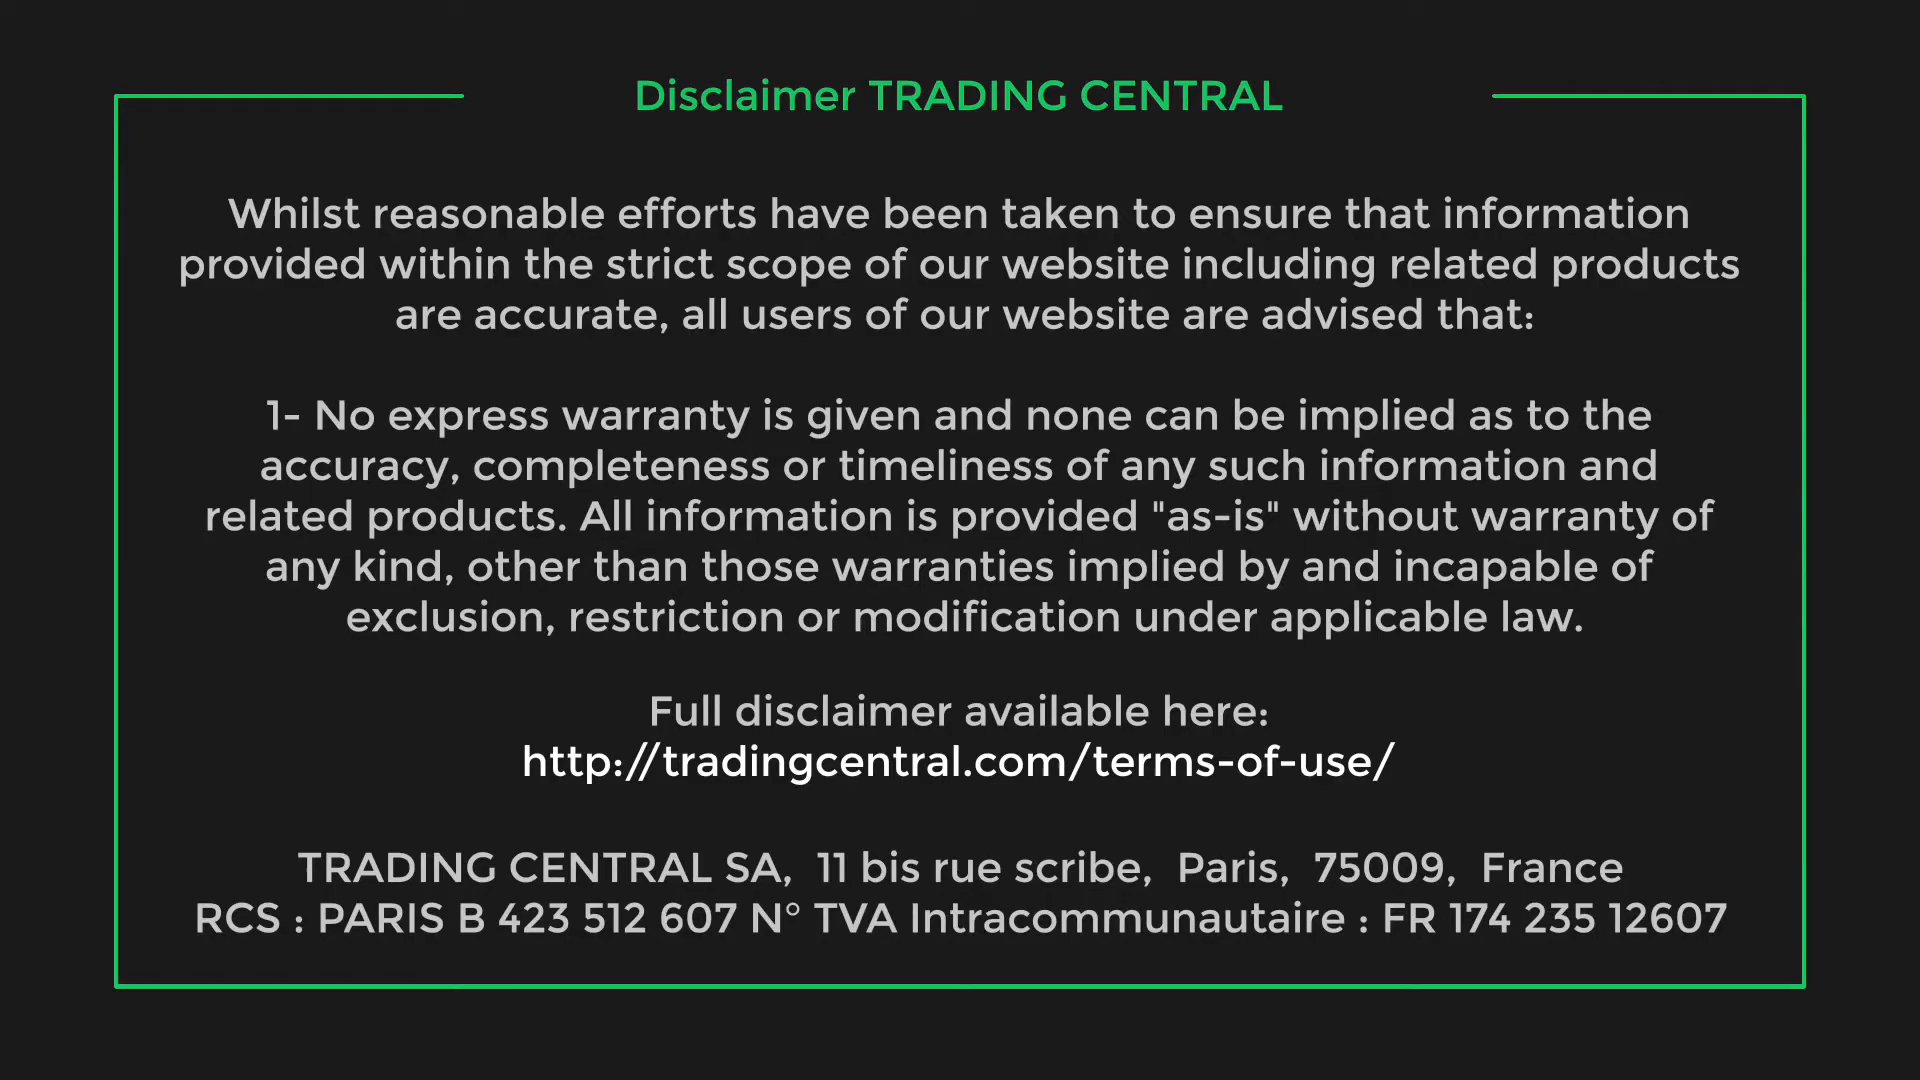 Disclaimer TRADING CENTRAL
Whilst reasonable efforts have been taken to ensure that information
provided within the strict scope of our website including related products
are accurate, all users of our website are advised that:
1- No express warranty is given and none can be implied as to the
accuracy, completeness or timeliness of any such information and
related products. All information is provided "as-is" without warranty of
any kind, other than those warranties implied by and incapable of
exclusion, restriction or modification under applicable law.
Full disclaimer available here:
http://tradingcentral.com/terms-of-use/
TRADING CENTRAL SA,  11 bis rue scribe,  Paris,  75009,  France
RCS : PARIS B 423 512 607 N° TVA Intracommunautaire : FR 174 235 12607